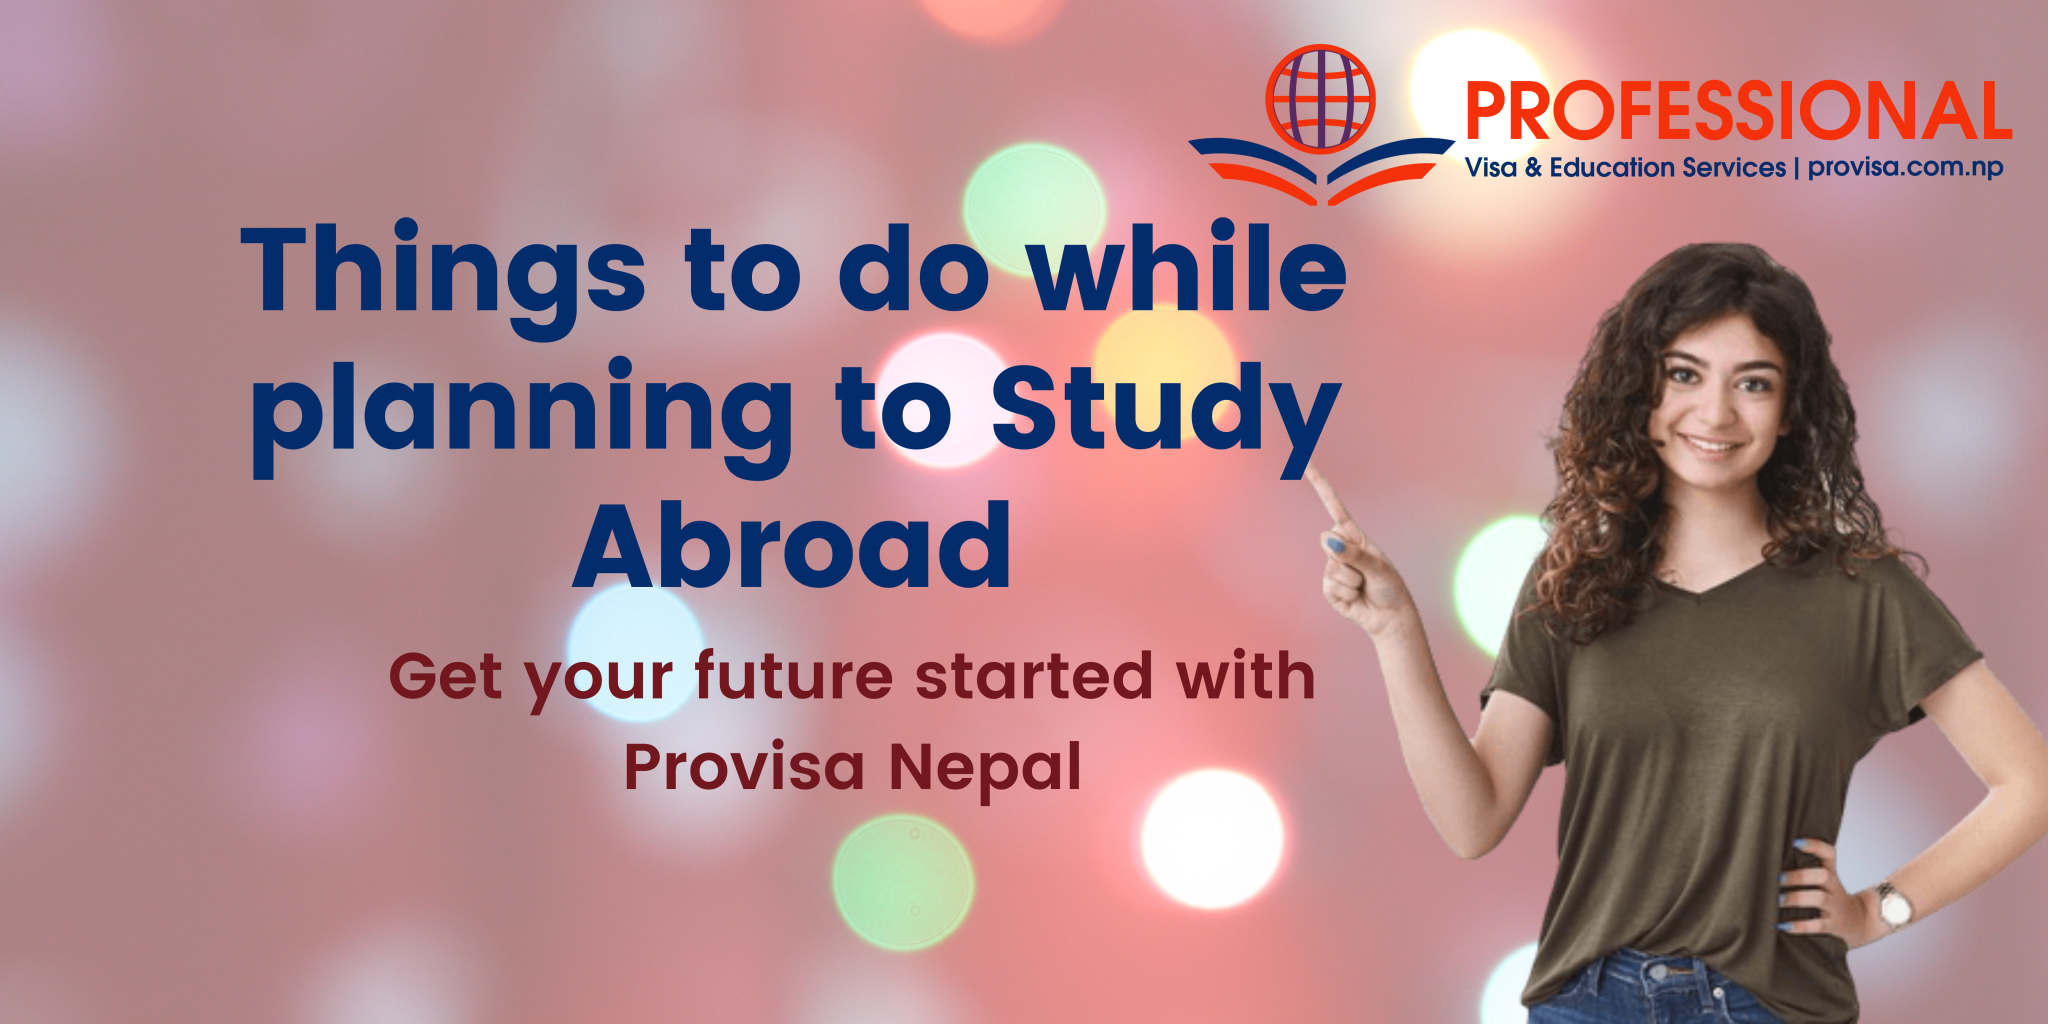 PROFESSIONAL
Visa & Education Services | provisa.com.np
Things to do while
planning to Study
Abroad
Get your future started with
Provisa Nepal